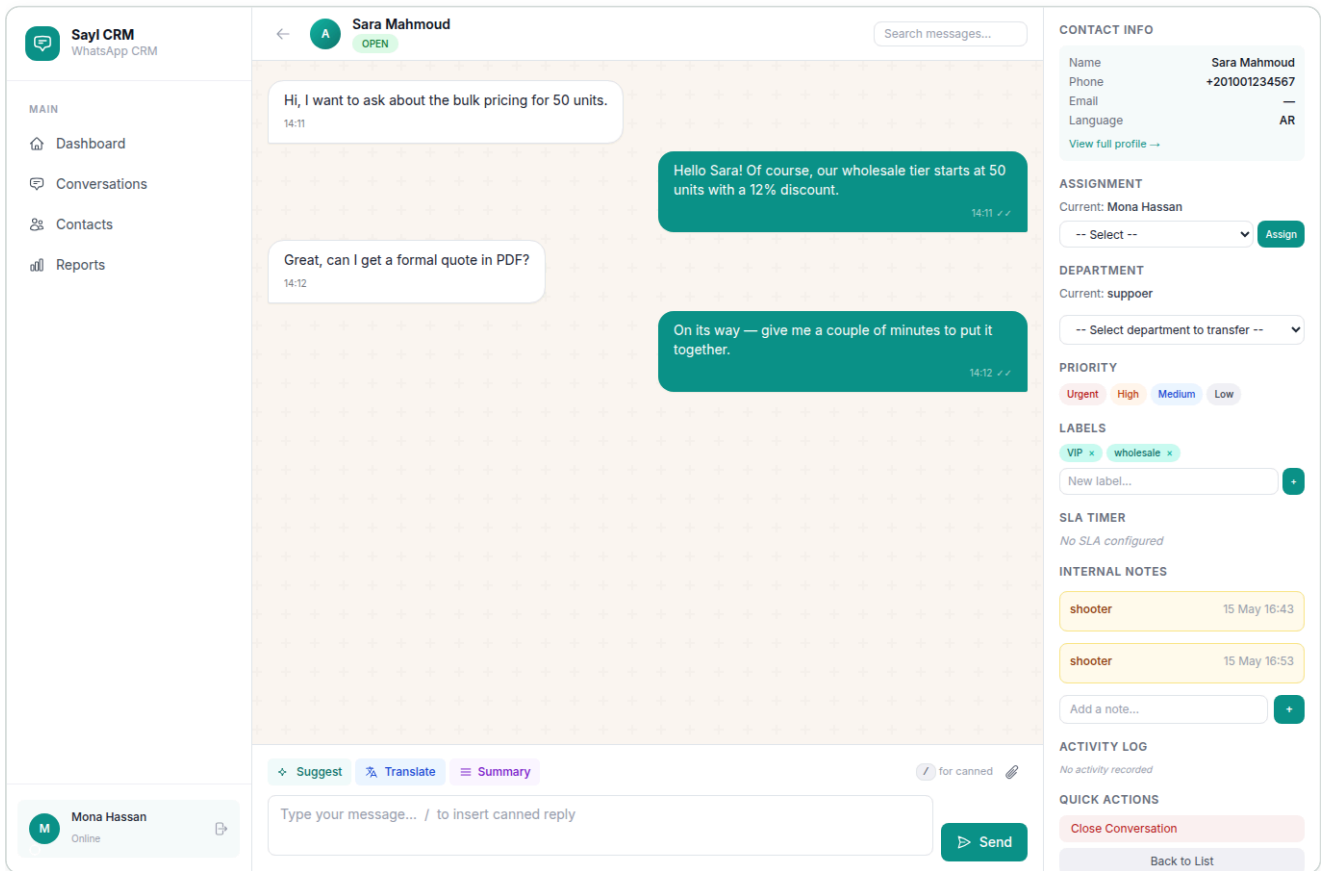 Sayl CRM
WhatsApp CRM
MAIN
Dashboard
Conversations
Contacts
Reports
M
Mona Hassan
Online
A
Sara Mahmoud
OPEN
Search messages...
Hi, I want to ask about the bulk pricing for 50 units.
14:11
Hello Sara! Of course, our wholesale tier starts at 50
units with a 12% discount.
14:11 ✓✓
Great, can I get a formal quote in PDF?
14:12
On its way — give me a couple of minutes to put it
together.
14:12 ✓✓
Suggest
Translate
Summary
/ for canned
Type your message... / to insert canned reply
Send
CONTACT INFO
Name Sara Mahmoud
Phone +201001234567
Email —
Language AR
View full profile →
ASSIGNMENT
Current: Mona Hassan
-- Select --
Assign
DEPARTMENT
Current: suppoer
-- Select department to transfer --
PRIORITY
Urgent High Medium Low
LABELS
VIP × wholesale ×
New label...
+
SLA TIMER
No SLA configured
INTERNAL NOTES
shooter 15 May 16:43
shooter 15 May 16:53
Add a note...
+
ACTIVITY LOG
No activity recorded
QUICK ACTIONS
Close Conversation
Back to List